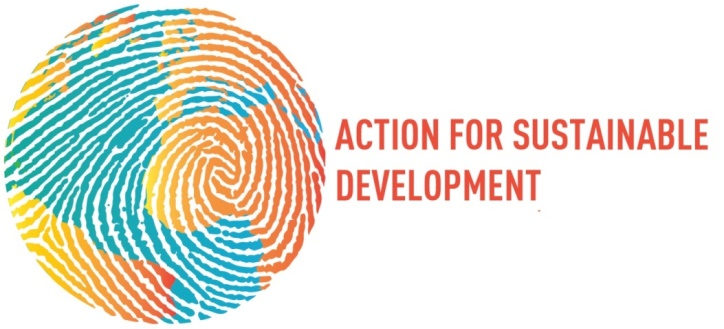 ACTION FOR SUSTAINABLE
DEVELOPMENT